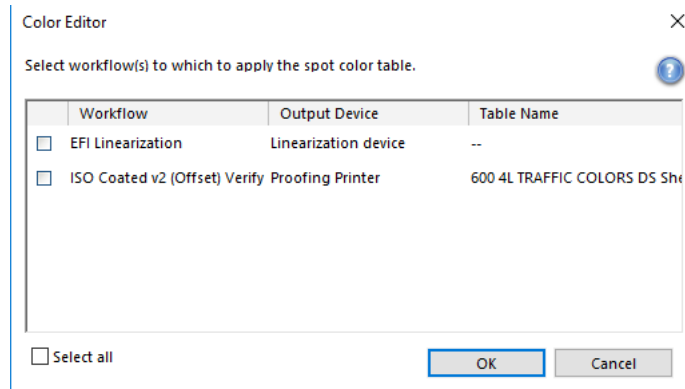 Color Editor
Select workflow(s) to which to apply the spot color table.
Workflow Output Device Table Name
EFI Linearization Linearization device --
ISO Coated v2 (Offset) Verify Proofing Printer 600 4L TRAFFIC COLORS DS She
Select all OK Cancel